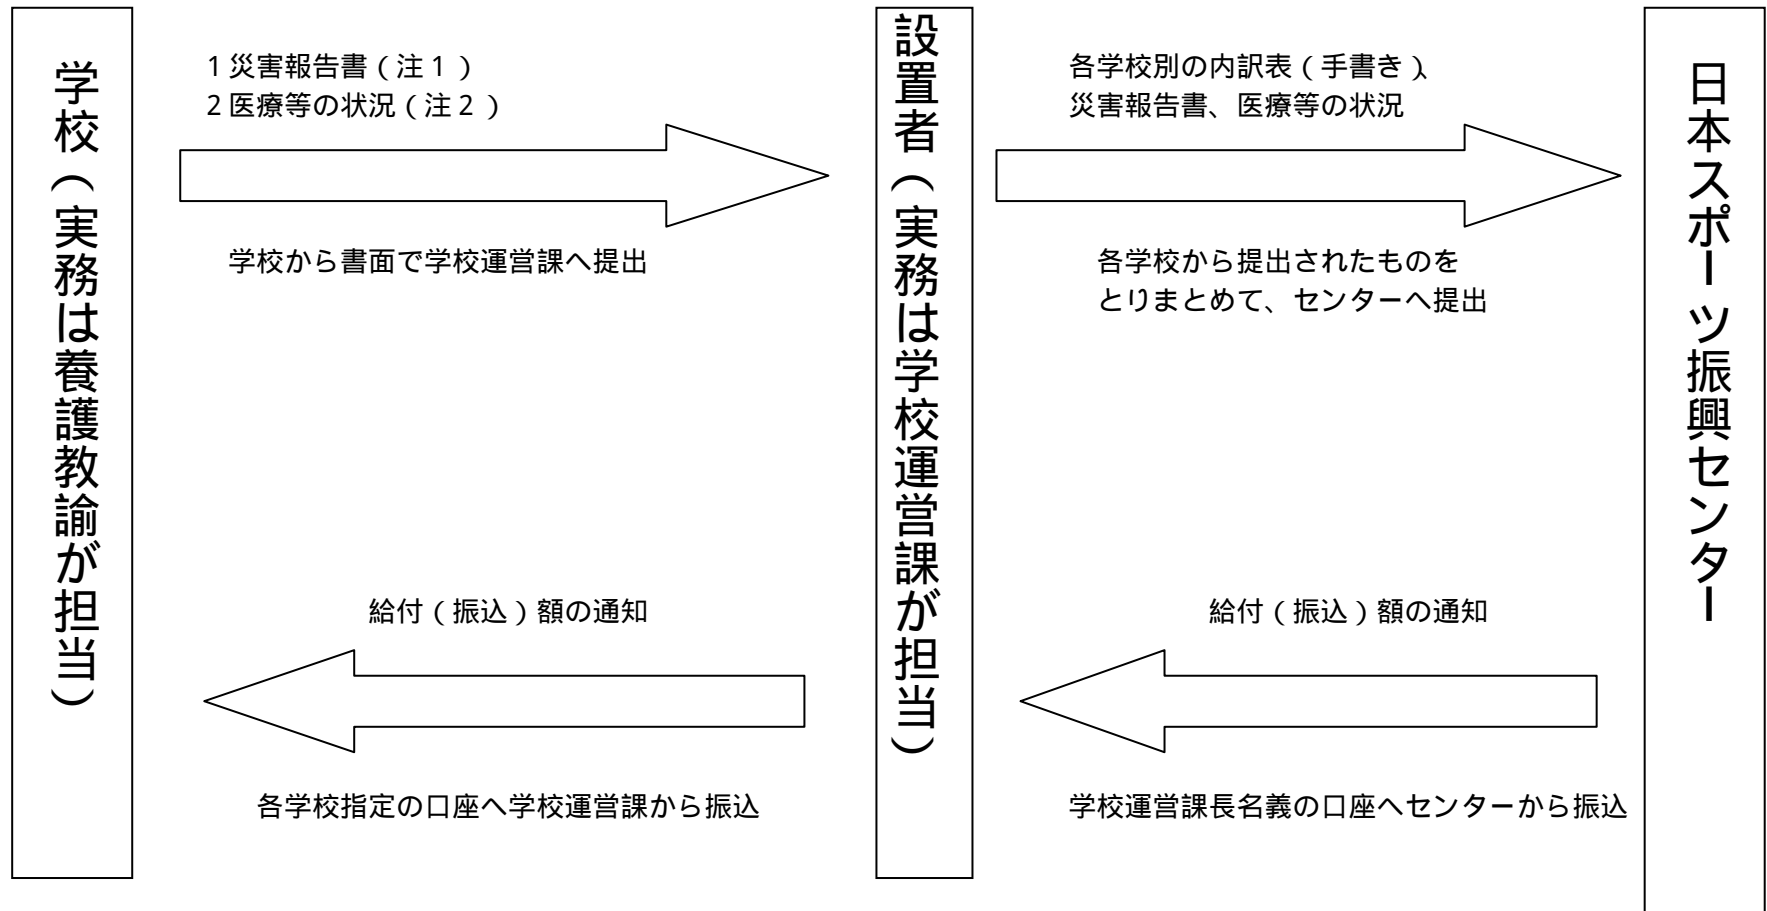 学校（実務は養護教諭が担当）
1災害報告書（注1）
2医療等の状況（注2）
学校から書面で学校運営課へ提出
給付（振込）額の通知
各学校指定の口座へ学校運営課から振込
設置者（実務は学校運営課が担当）
各学校別の内訳表（手書き）、
災害報告書、医療等の状況
各学校から提出されたものを
とりまとめて、センターへ提出
給付（振込）額の通知
学校運営課長名義の口座へセンターから振込
日本スポーツ振興センター